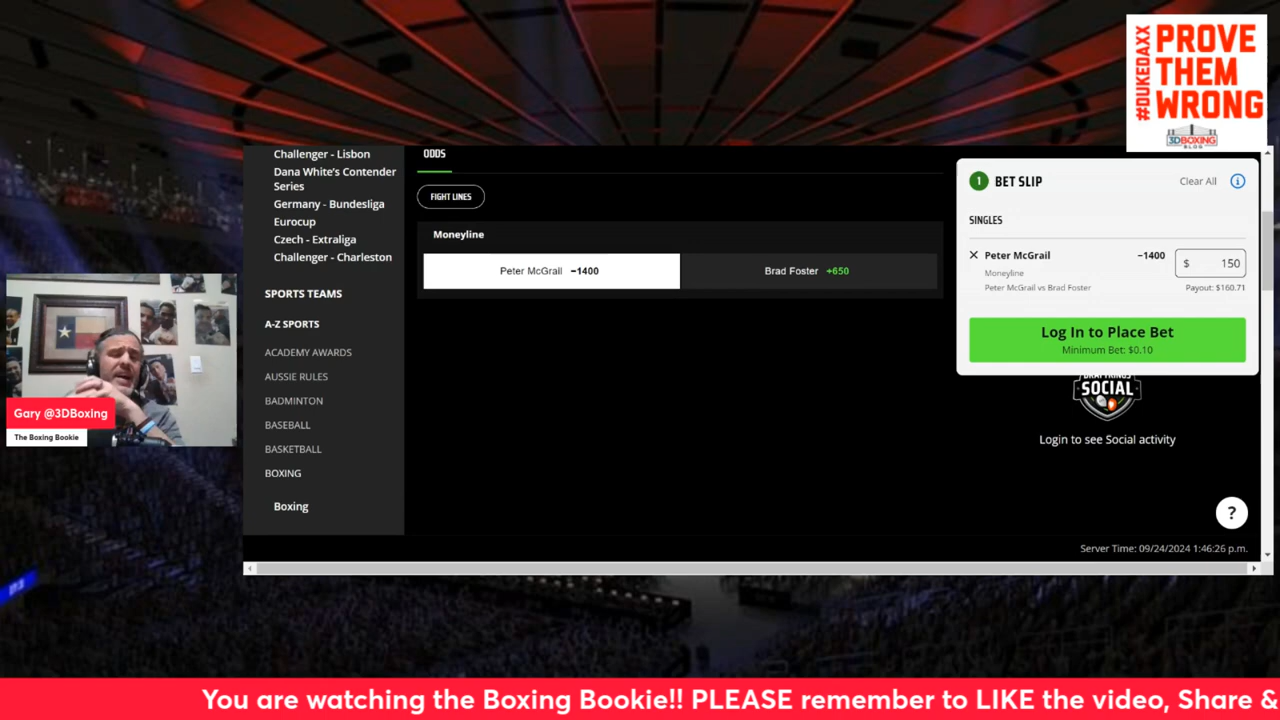 #DUKEDAXX
PROVE
THEM
WRONG
3DBOXING
BLOG
Challenger - Lisbon
Dana White's Contender
Series
Germany - Bundesliga
Eurocup
Czech - Extraliga
Challenger - Charleston
SPORTS TEAMS
A-Z SPORTS
ACADEMY AWARDS
AUSSIE RULES
BADMINTON
BASEBALL
BASKETBALL
BOXING
Boxing
ODDS
FIGHT LINES
Moneyline
Peter McGrail −1400
Brad Foster +650
1 BET SLIP
Clear All
SINGLES
Peter McGrail −1400
$ 150
Moneyline
Peter McGrail vs Brad Foster
Payout: $160.71
Log In to Place Bet
Minimum Bet: $0.10
DRAFTKINGS
SOCIAL
Login to see Social activity
?
Server Time: 09/24/2024 1:46:26 p.m.
Gary @3DBoxing
The Boxing Bookie
You are watching the Boxing Bookie!! PLEASE remember to LIKE the video, Share &